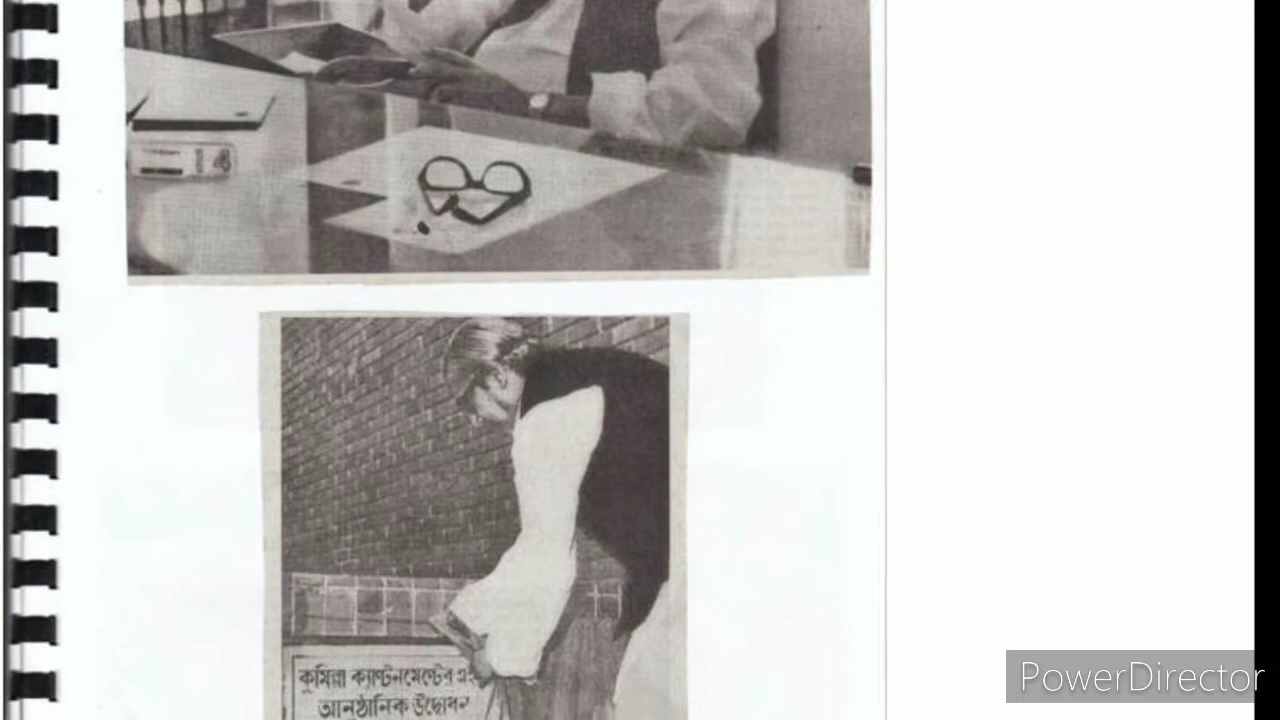 কুমিল্লা ক্যাণ্টনমেণ্টের
আনুষ্ঠানিক উদ্বোধন
PowerDirector